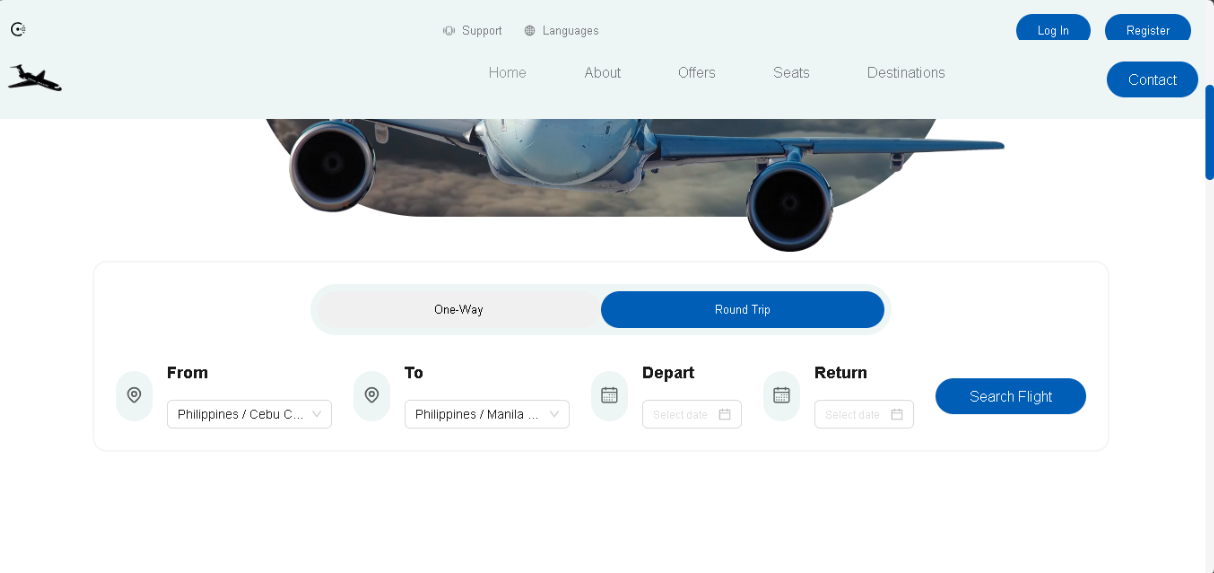 Support Languages Log In Register
Home About Offers Seats Destinations Contact
One-Way Round Trip
From To Depart Return
Philippines / Cebu C... Philippines / Manila ... Select date Select date Search Flight